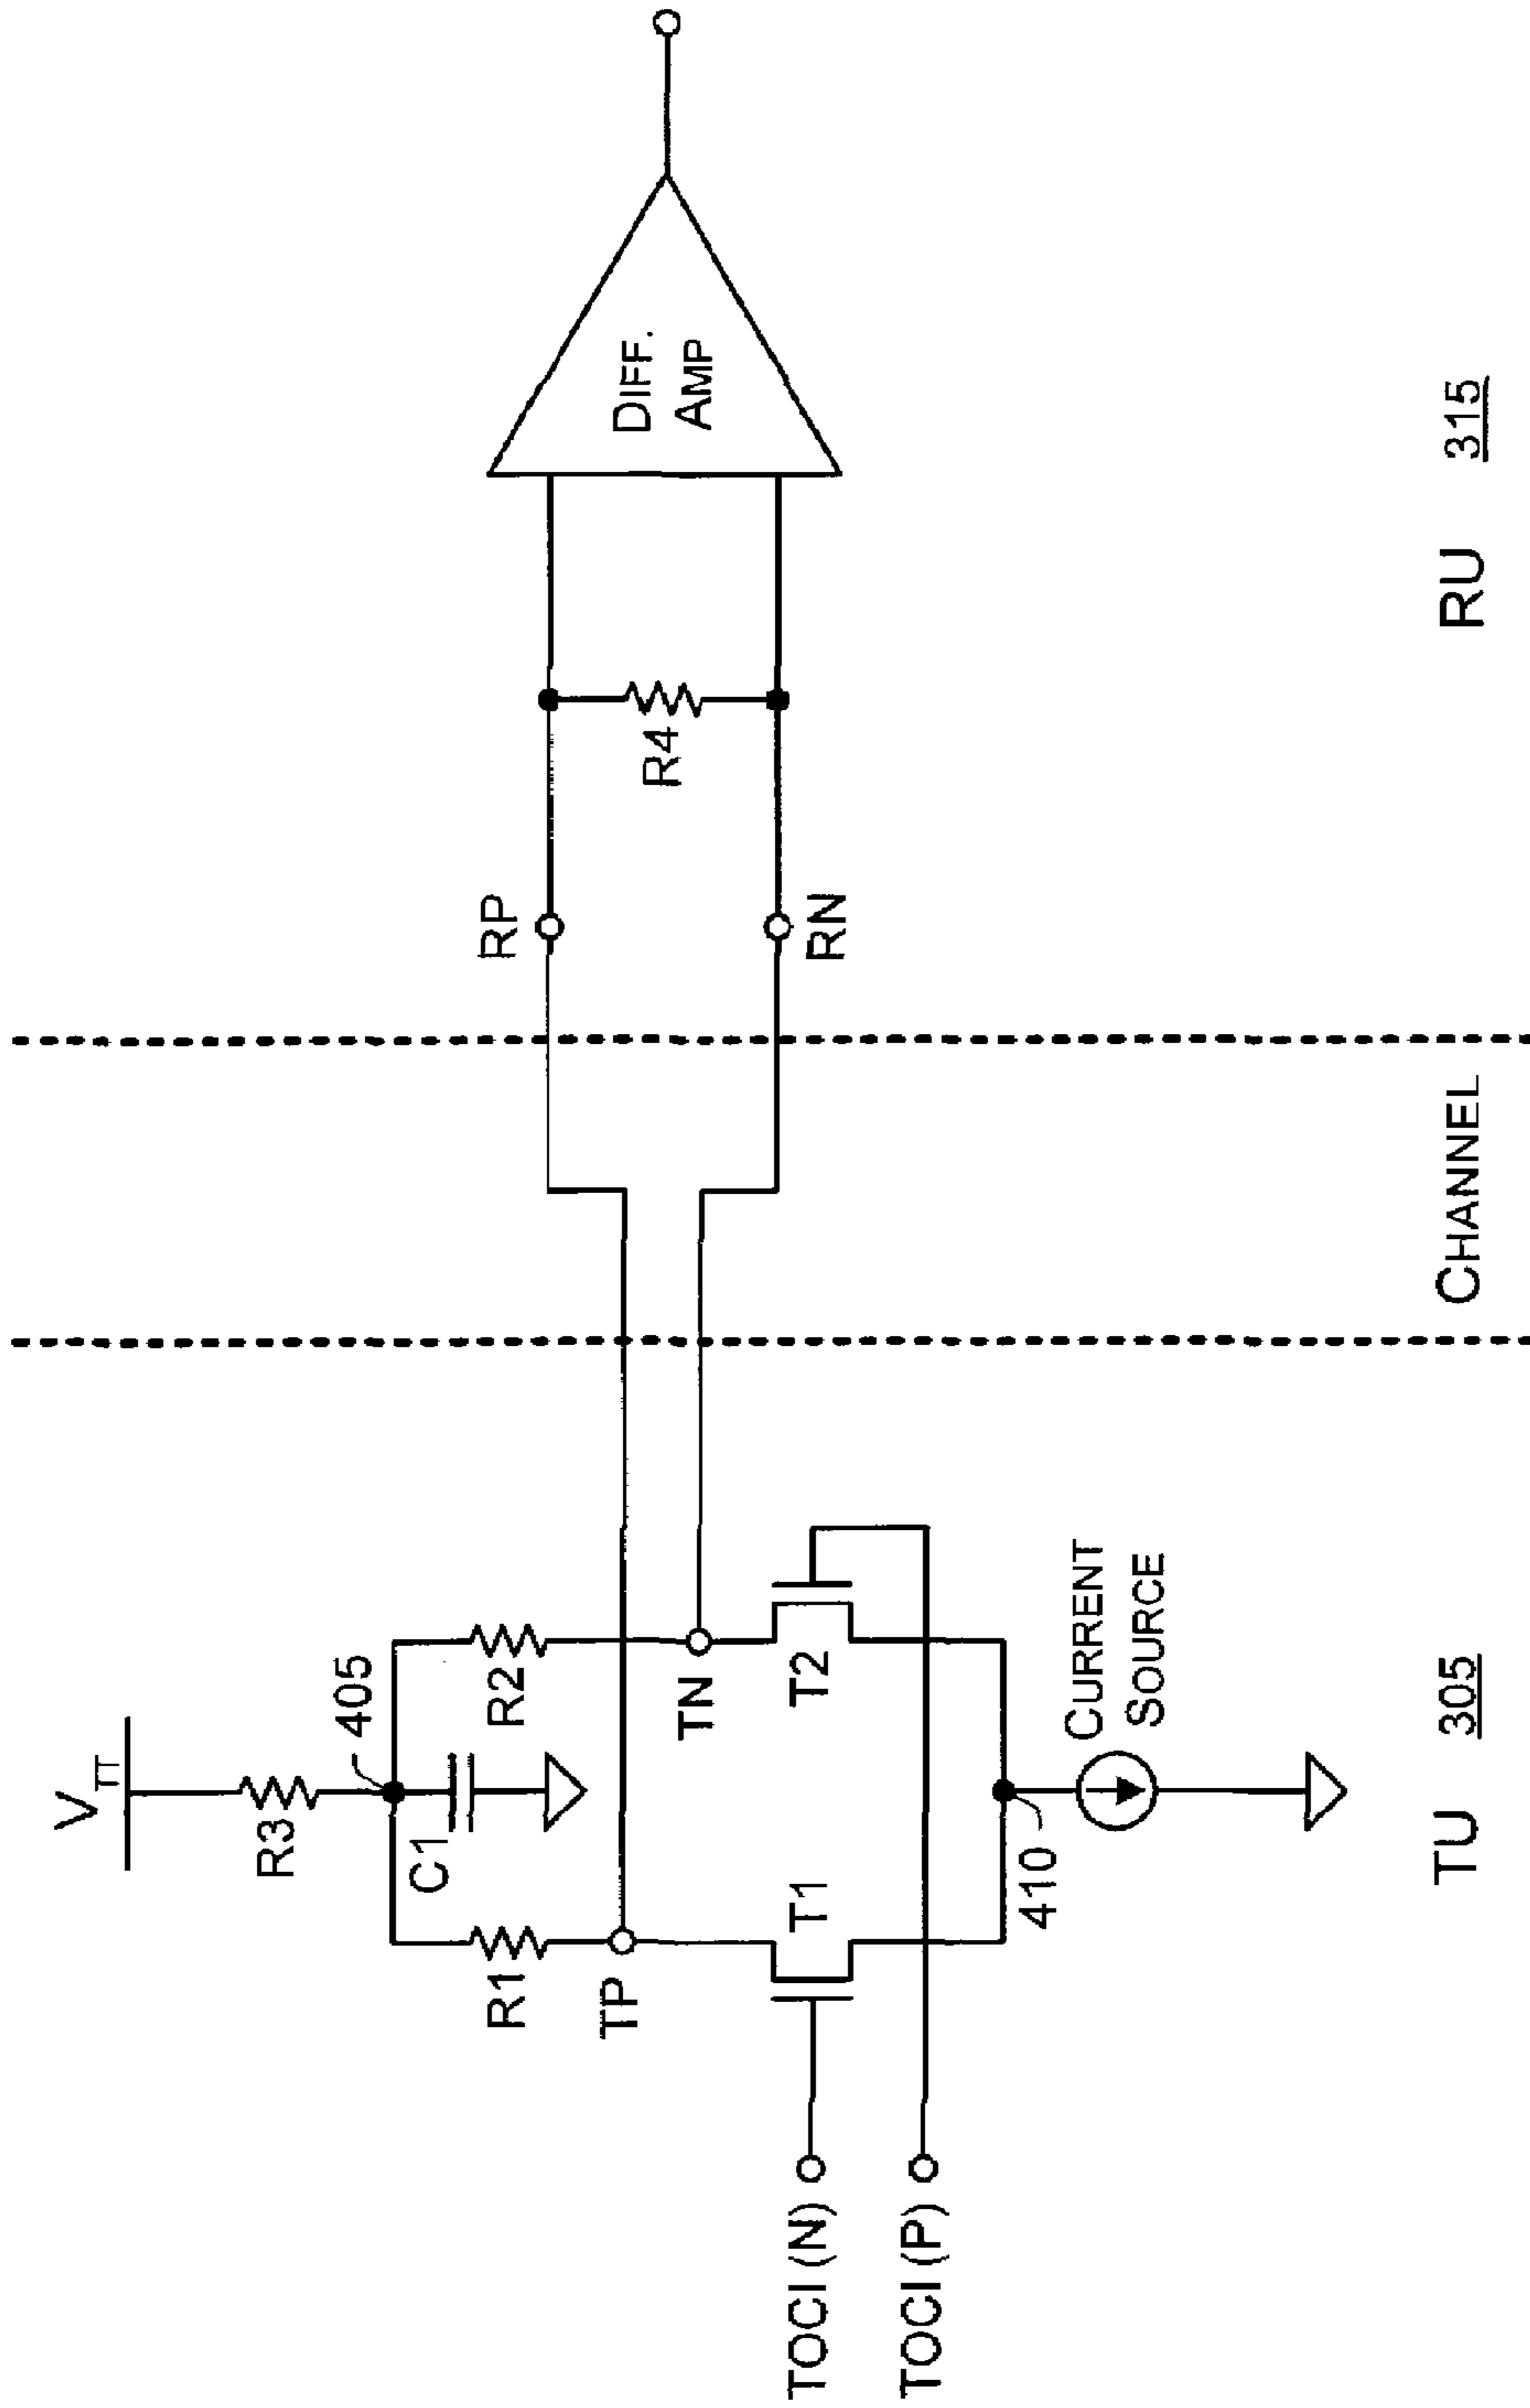 V TT
R3
405
C1
R1
R2
TP
TN
T1
T2
TOCI (N)
TOCI (P)
410
CURRENT
SOURCE
TU 305
CHANNEL
RP
RN
R4
DIFF.
AMP
RU 315